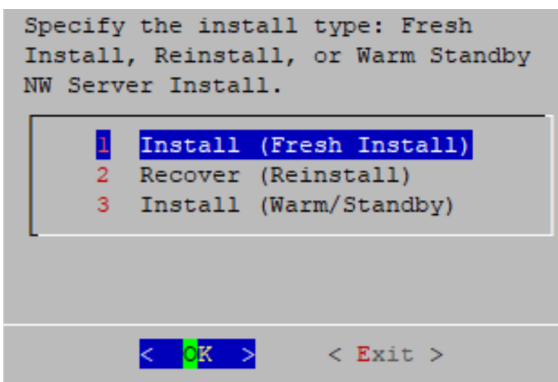 Specify the install type: Fresh
Install, Reinstall, or Warm Standby
NW Server Install.
1 Install (Fresh Install)
2 Recover (Reinstall)
3 Install (Warm/Standby)
< OK > < Exit >